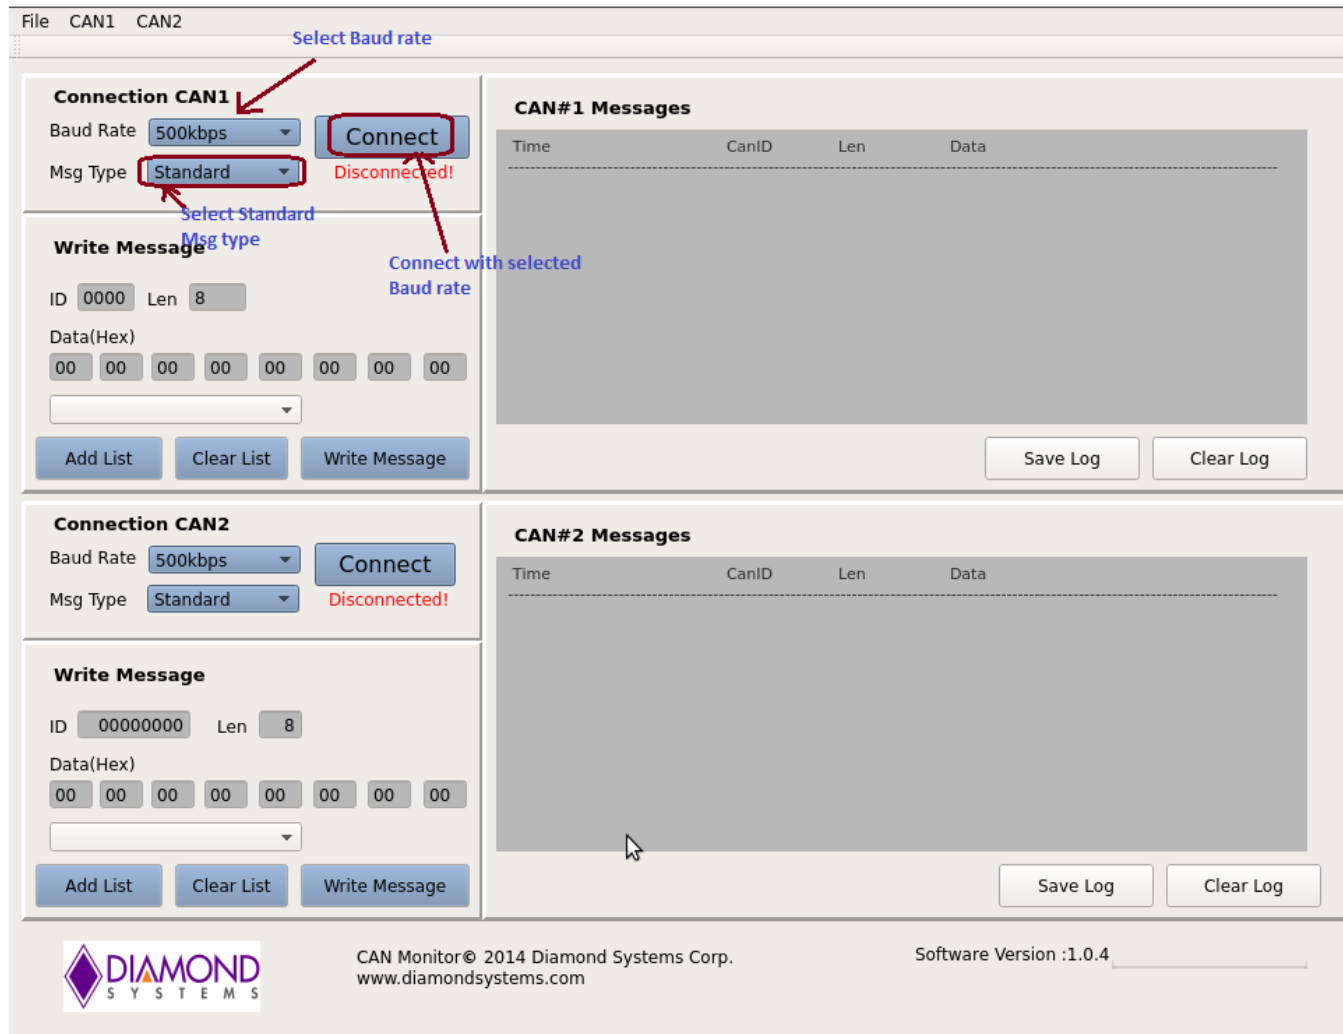 File CAN1 CAN2
Select Baud rate
Connection CAN1
Baud Rate 500kbps
Connect
Msg Type Standard
Disconnected!
Select Standard
Msg type
Connect with selected
Baud rate
Write Message
ID 0000 Len 8
Data(Hex)
00 00 00 00 00 00 00 00
Add List Clear List Write Message
CAN#1 Messages
Time CanID Len Data
Save Log Clear Log
Connection CAN2
Baud Rate 500kbps
Connect
Msg Type Standard
Disconnected!
Write Message
ID 00000000 Len 8
Data(Hex)
00 00 00 00 00 00 00 00
Add List Clear List Write Message
CAN#2 Messages
Time CanID Len Data
Save Log Clear Log
DIAMOND
SYSTEMS
CAN Monitor© 2014 Diamond Systems Corp.
www.diamondsystems.com
Software Version :1.0.4